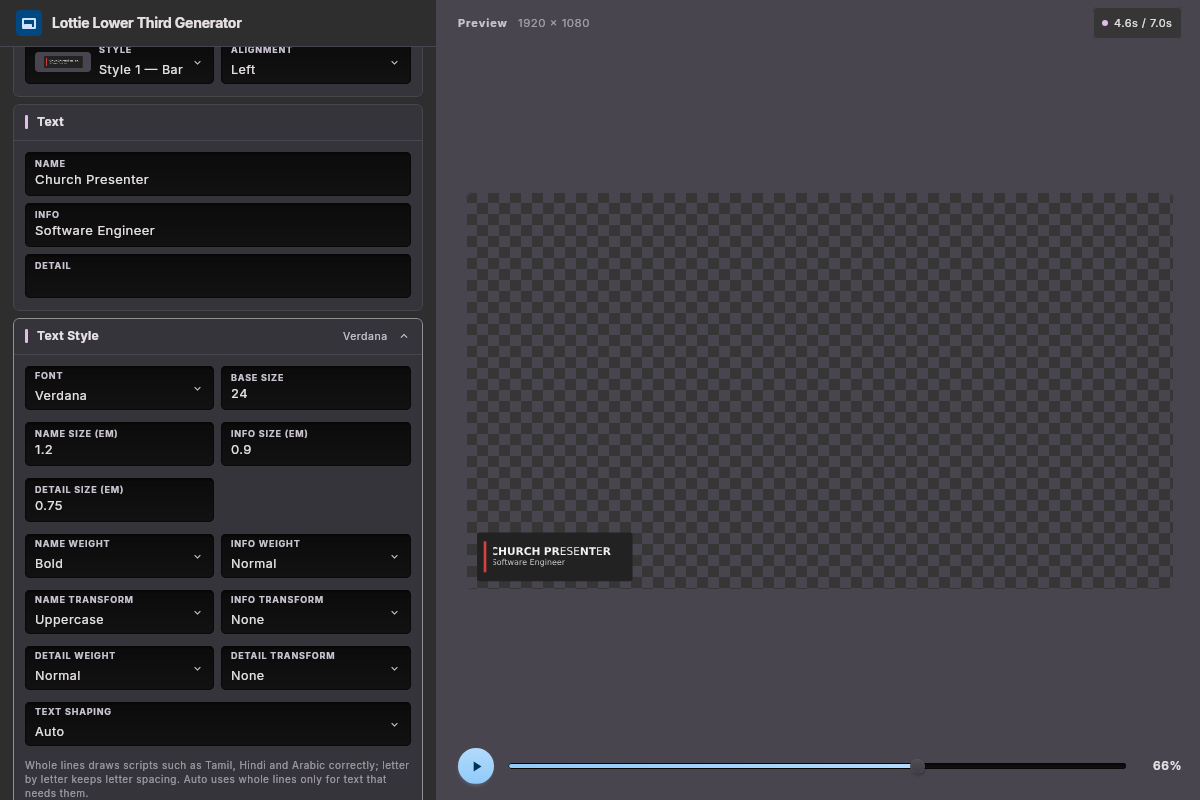 Lottie Lower Third Generator
STYLE
Style 1 — Bar
ALIGNMENT
Left
Text
NAME
Church Presenter
INFO
Software Engineer
DETAIL
Text Style
Verdana
FONT
Verdana
BASE SIZE
24
NAME SIZE (EM)
1.2
INFO SIZE (EM)
0.9
DETAIL SIZE (EM)
0.75
NAME WEIGHT
Bold
INFO WEIGHT
Normal
NAME TRANSFORM
Uppercase
INFO TRANSFORM
None
DETAIL WEIGHT
Normal
DETAIL TRANSFORM
None
TEXT SHAPING
Auto
Whole lines draws scripts such as Tamil, Hindi and Arabic correctly; letter
by letter keeps letter spacing. Auto uses whole lines only for text that
needs them.
Preview 1920 × 1080
4.6s / 7.0s
CHURCH PRESENTER
Software Engineer
66%